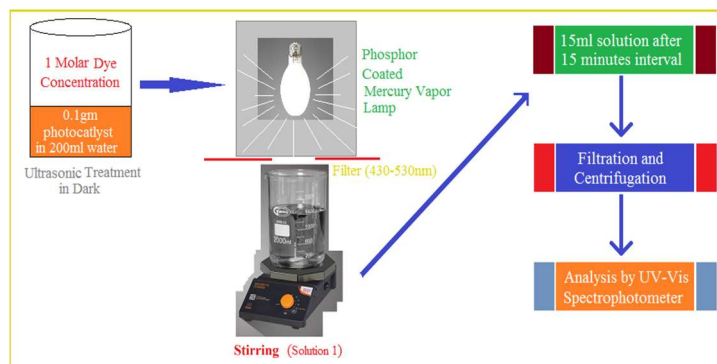 1 Molar Dye
Concentration
0.1gm
photocatlyst
in 200ml water
Ultrasonic Treatment
in Dark
Phosphor
Coated
Mercury Vapor
Lamp
Filter (430-530nm)
2000ml
Stirring (Solution 1)
15ml solution after
15 minutes interval
Filtration and
Centrifugation
Analysis by UV-Vis
Spectrophotometer